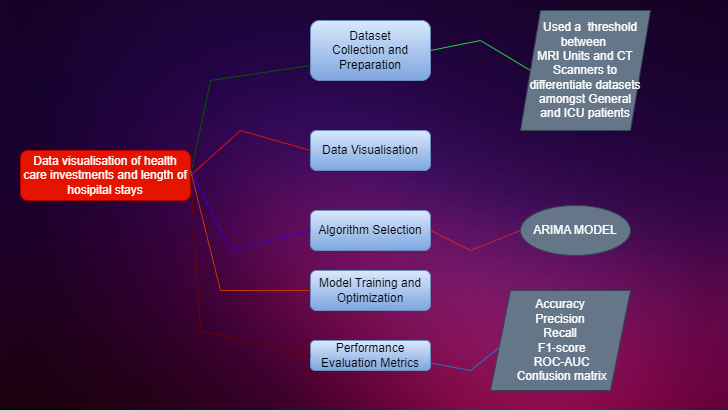 Data visualisation of health
care investments and length of
hosipital stays
Dataset
Collection and
Preparation
Used a threshold
between
MRI Units and CT
Scanners to
differentiate datasets
amongst General
and ICU patients
Data Visualisation
Algorithm Selection
ARIMA MODEL
Model Training and
Optimization
Performance
Evaluation Metrics
Accuracy
Precision
Recall
F1-score
ROC-AUC
Confusion matrix